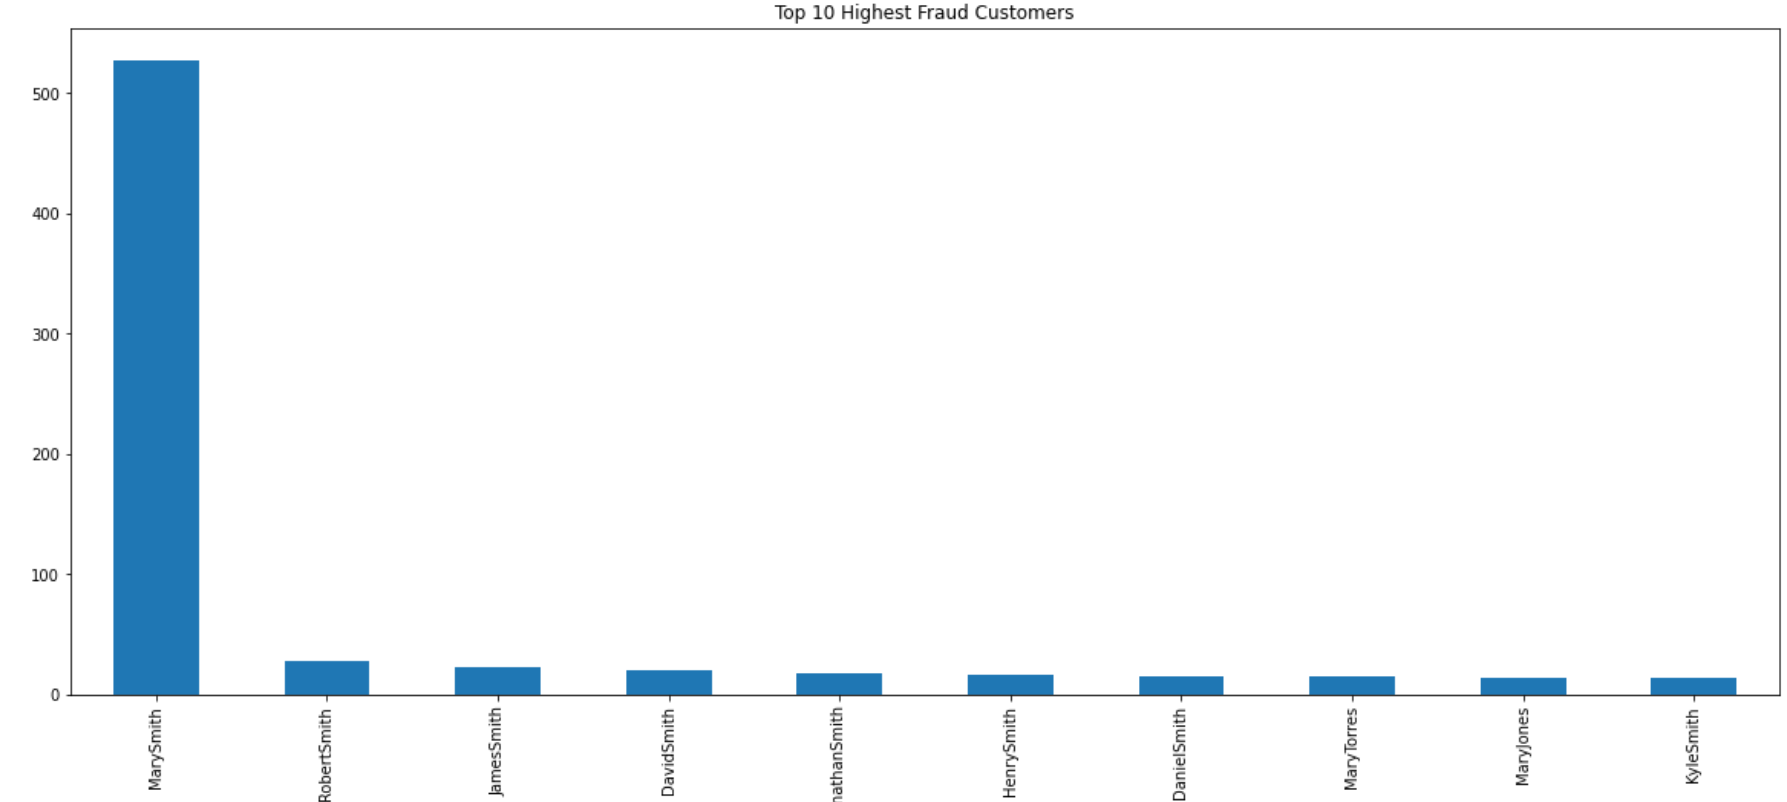 Top 10 Highest Fraud Customers
500
400
300
200
100
0
MarySmith
RobertSmith
JamesSmith
DavidSmith
nathanSmith
HenrySmith
DanielSmith
MaryTorres
MaryJones
KyleSmith